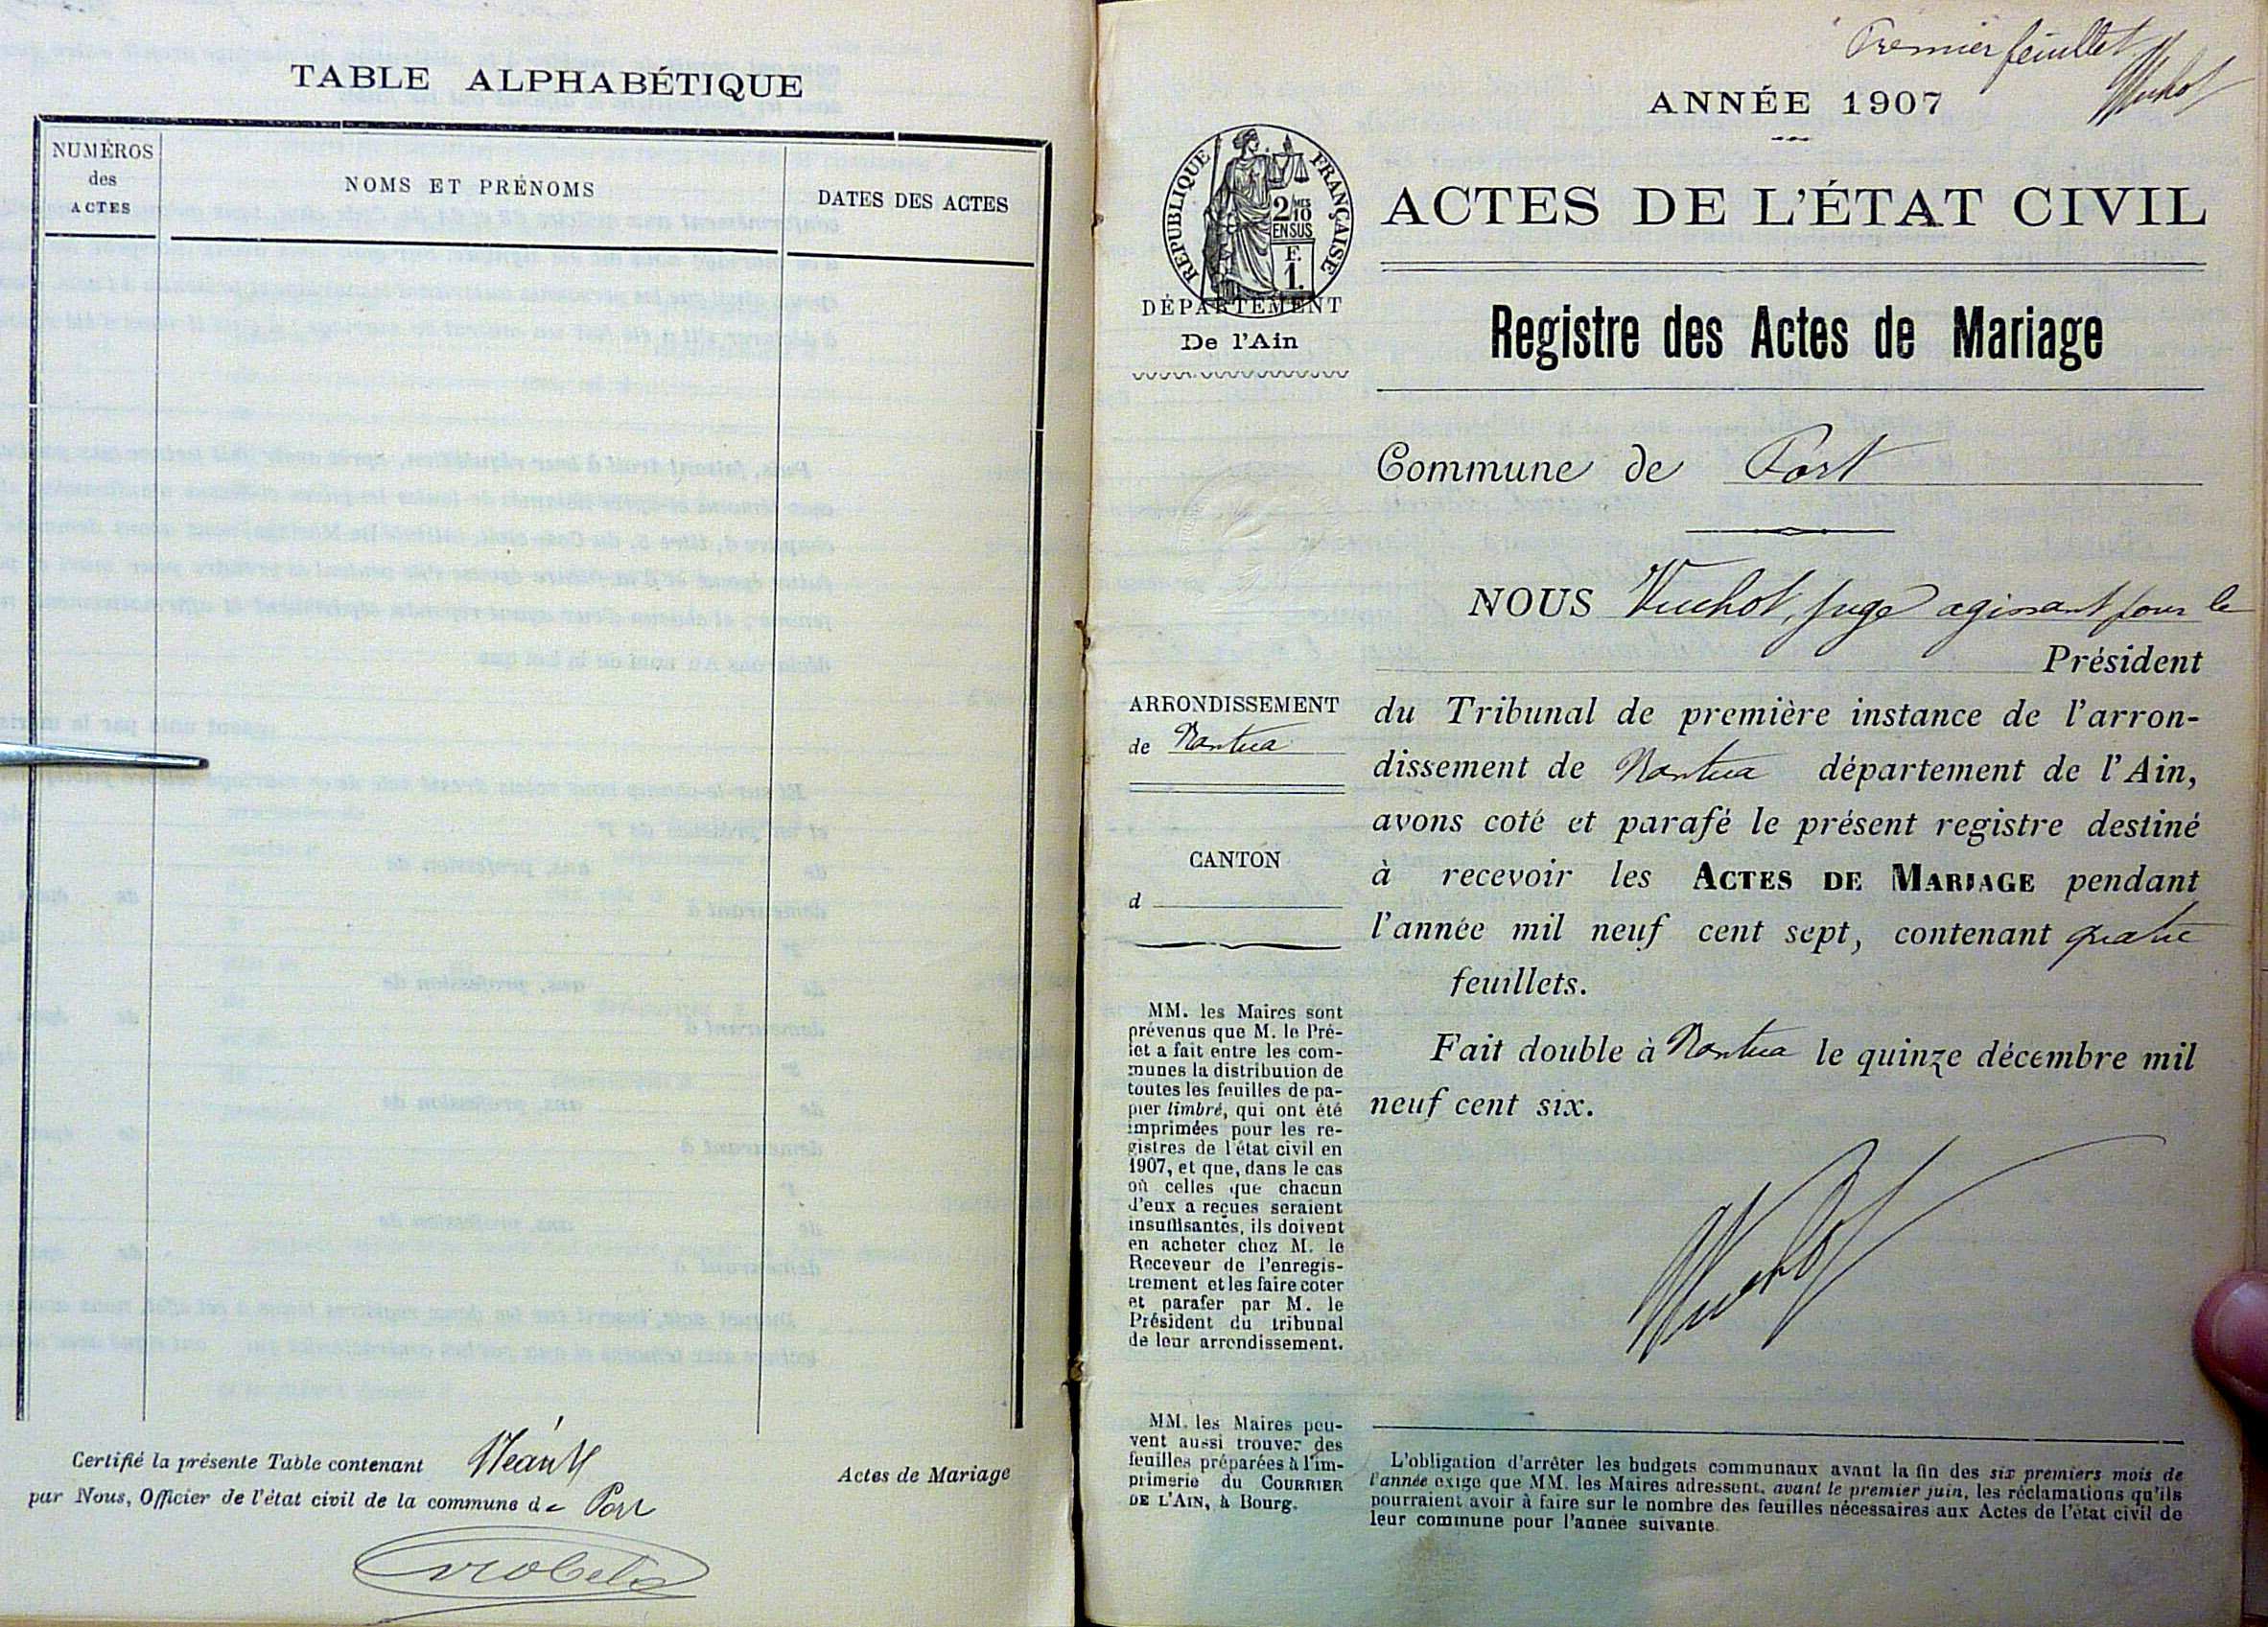 TABLE ALPHABÉTIQUE
NUMÉROS
des
ACTES
NOMS ET PRÉNOMS
DATES DES ACTES
Certifié la présente Table contenant Néant
par Nous, Officier de l'état civil de la commune de Port
Actes de Mariage
Premier feuillet
Vuchot
ANNÉE 1907
RÉPUBLIQUE FRANÇAISE
2 MES
10
EN SUS
F.
1.
DÉPARTEMENT
De l'Ain
ACTES DE L'ÉTAT CIVIL
Registre des Actes de Mariage
Commune de Port
NOUS Vuchot, juge agissant pour le
Président
du Tribunal de première instance de l'arron-
dissement de Nantua département de l'Ain,
avons coté et parafé le présent registre destiné
à recevoir les ACTES DE MARIAGE pendant
l'année mil neuf cent sept, contenant quatre
feuillets.
Fait double à Nantua le quinze décembre mil
neuf cent six.
Vuchot
ARRONDISSEMENT
de Nantua
CANTON
d
MM. les Maires sont
prévenus que M. le Pré-
fet a fait entre les com-
munes la distribution de
toutes les feuilles de pa-
pier timbré, qui ont été
imprimées pour les re-
gistres de l'état civil en
1907, et que, dans le cas
où celles que chacun
d'eux a reçues seraient
insuffisantes, ils doivent
en acheter chez M. le
Receveur de l'enregis-
trement et les faire coter
et parafer par M. le
Président du tribunal
de leur arrondissement.
MM. les Maires peu-
vent aussi trouver des
feuilles préparées à l'im-
primerie du COURRIER
DE L'AIN, à Bourg.
L'obligation d'arrêter les budgets communaux avant la fin des six premiers mois de
l'année exige que MM. les Maires adressent, avant le premier juin, les réclamations qu'ils
pourraient avoir à faire sur le nombre des feuilles nécessaires aux Actes de l'état civil de
leur commune pour l'année suivante.